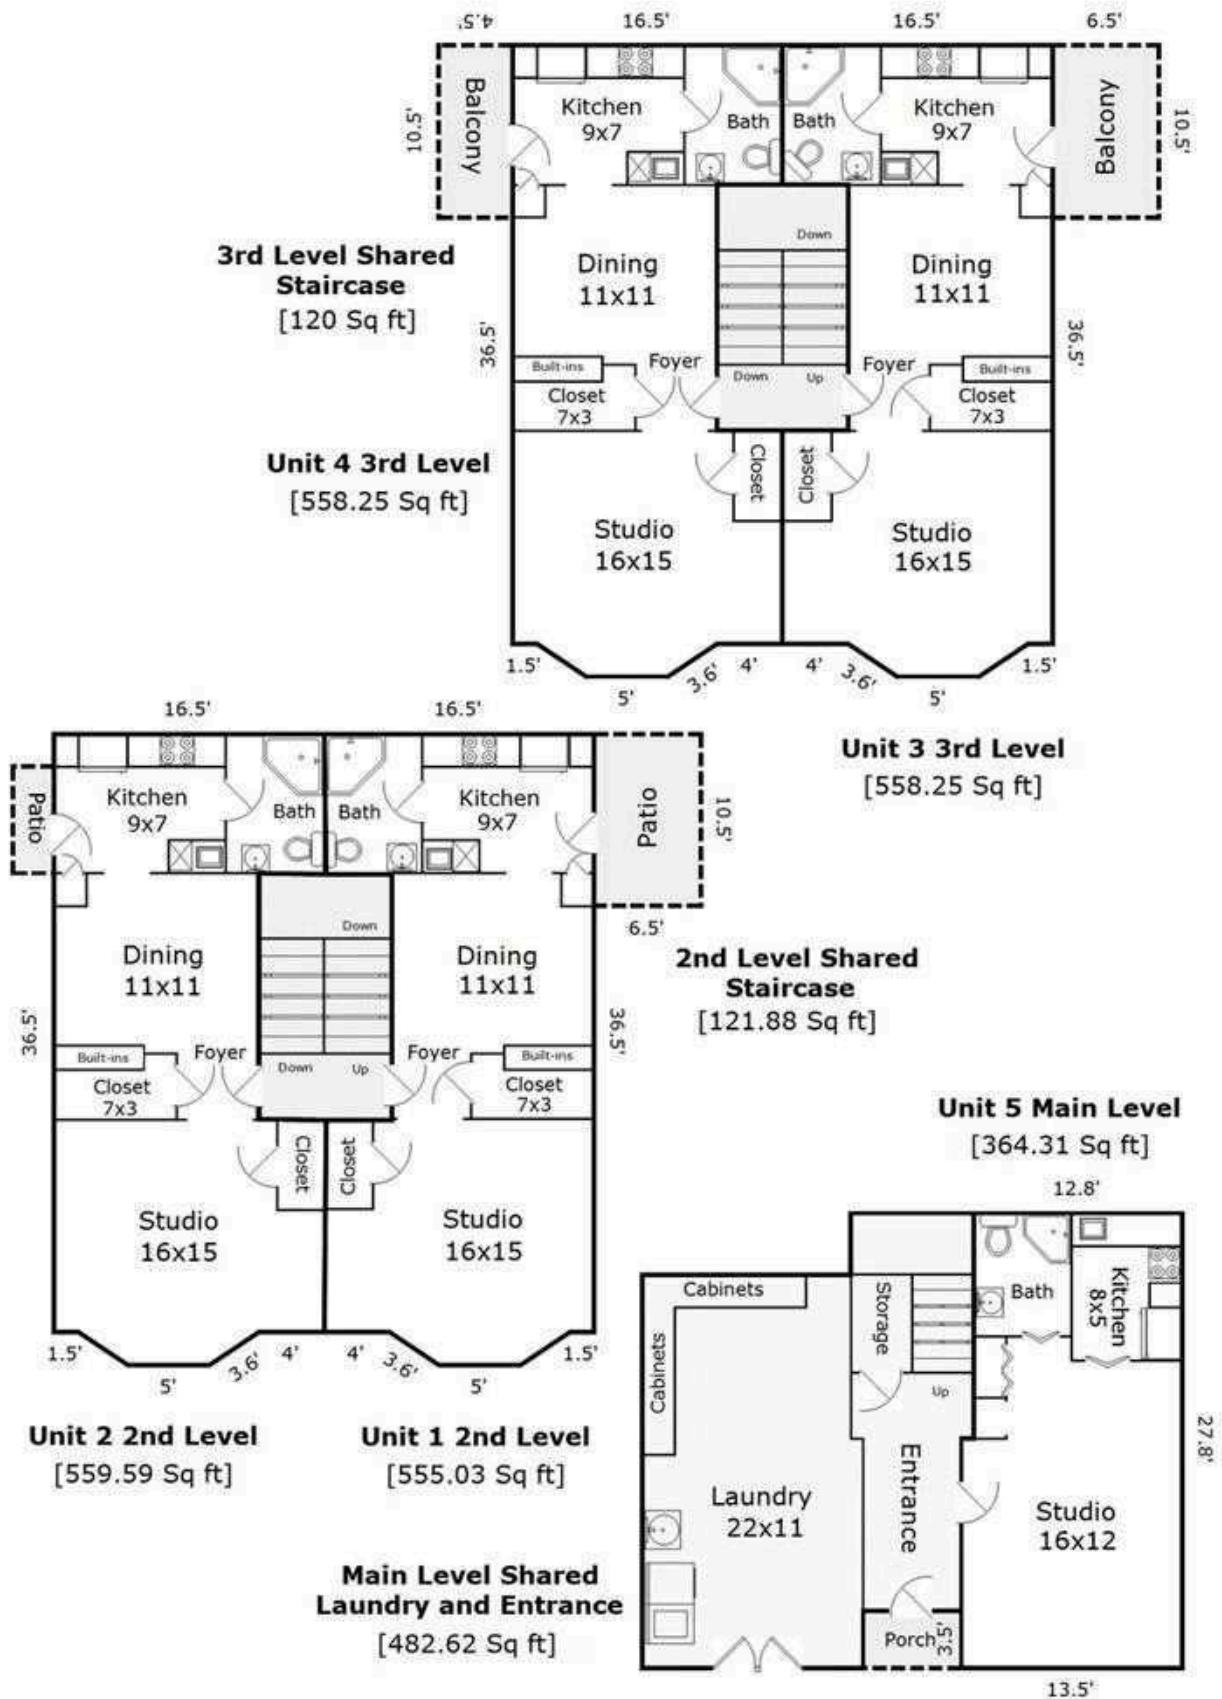 4.5'
16.5'
16.5'
6.5'
10.5'
Balcony
Kitchen
9x7
Bath
Bath
Kitchen
9x7
Balcony
10.5'
Down
3rd Level Shared
Staircase
[120 Sq ft]
Dining
11x11
Dining
11x11
36.5'
36.5'
Built-ins
Foyer
Down
Up
Foyer
Built-ins
Closet
7x3
Closet
7x3
Unit 4 3rd Level
[558.25 Sq ft]
Closet
Closet
Studio
16x15
Studio
16x15
1.5'
5'
3.6'
4'
4'
3.6'
5'
1.5'
Unit 3 3rd Level
[558.25 Sq ft]
16.5'
16.5'
Patio
Kitchen
9x7
Bath
Bath
Kitchen
9x7
Patio
10.5'
6.5'
Down
Dining
11x11
Dining
11x11
2nd Level Shared
Staircase
[121.88 Sq ft]
36.5'
36.5'
Built-ins
Foyer
Down
Up
Foyer
Built-ins
Closet
7x3
Closet
7x3
Closet
Closet
Studio
16x15
Studio
16x15
1.5'
5'
3.6'
4'
4'
3.6'
5'
1.5'
Unit 2 2nd Level
[559.59 Sq ft]
Unit 1 2nd Level
[555.03 Sq ft]
Unit 5 Main Level
[364.31 Sq ft]
12.8'
Cabinets
Cabinets
Storage
Bath
Kitchen
8x5
Up
27.8'
Entrance
Laundry
22x11
Studio
16x12
Main Level Shared
Laundry and Entrance
[482.62 Sq ft]
Porch
3.5'
13.5'